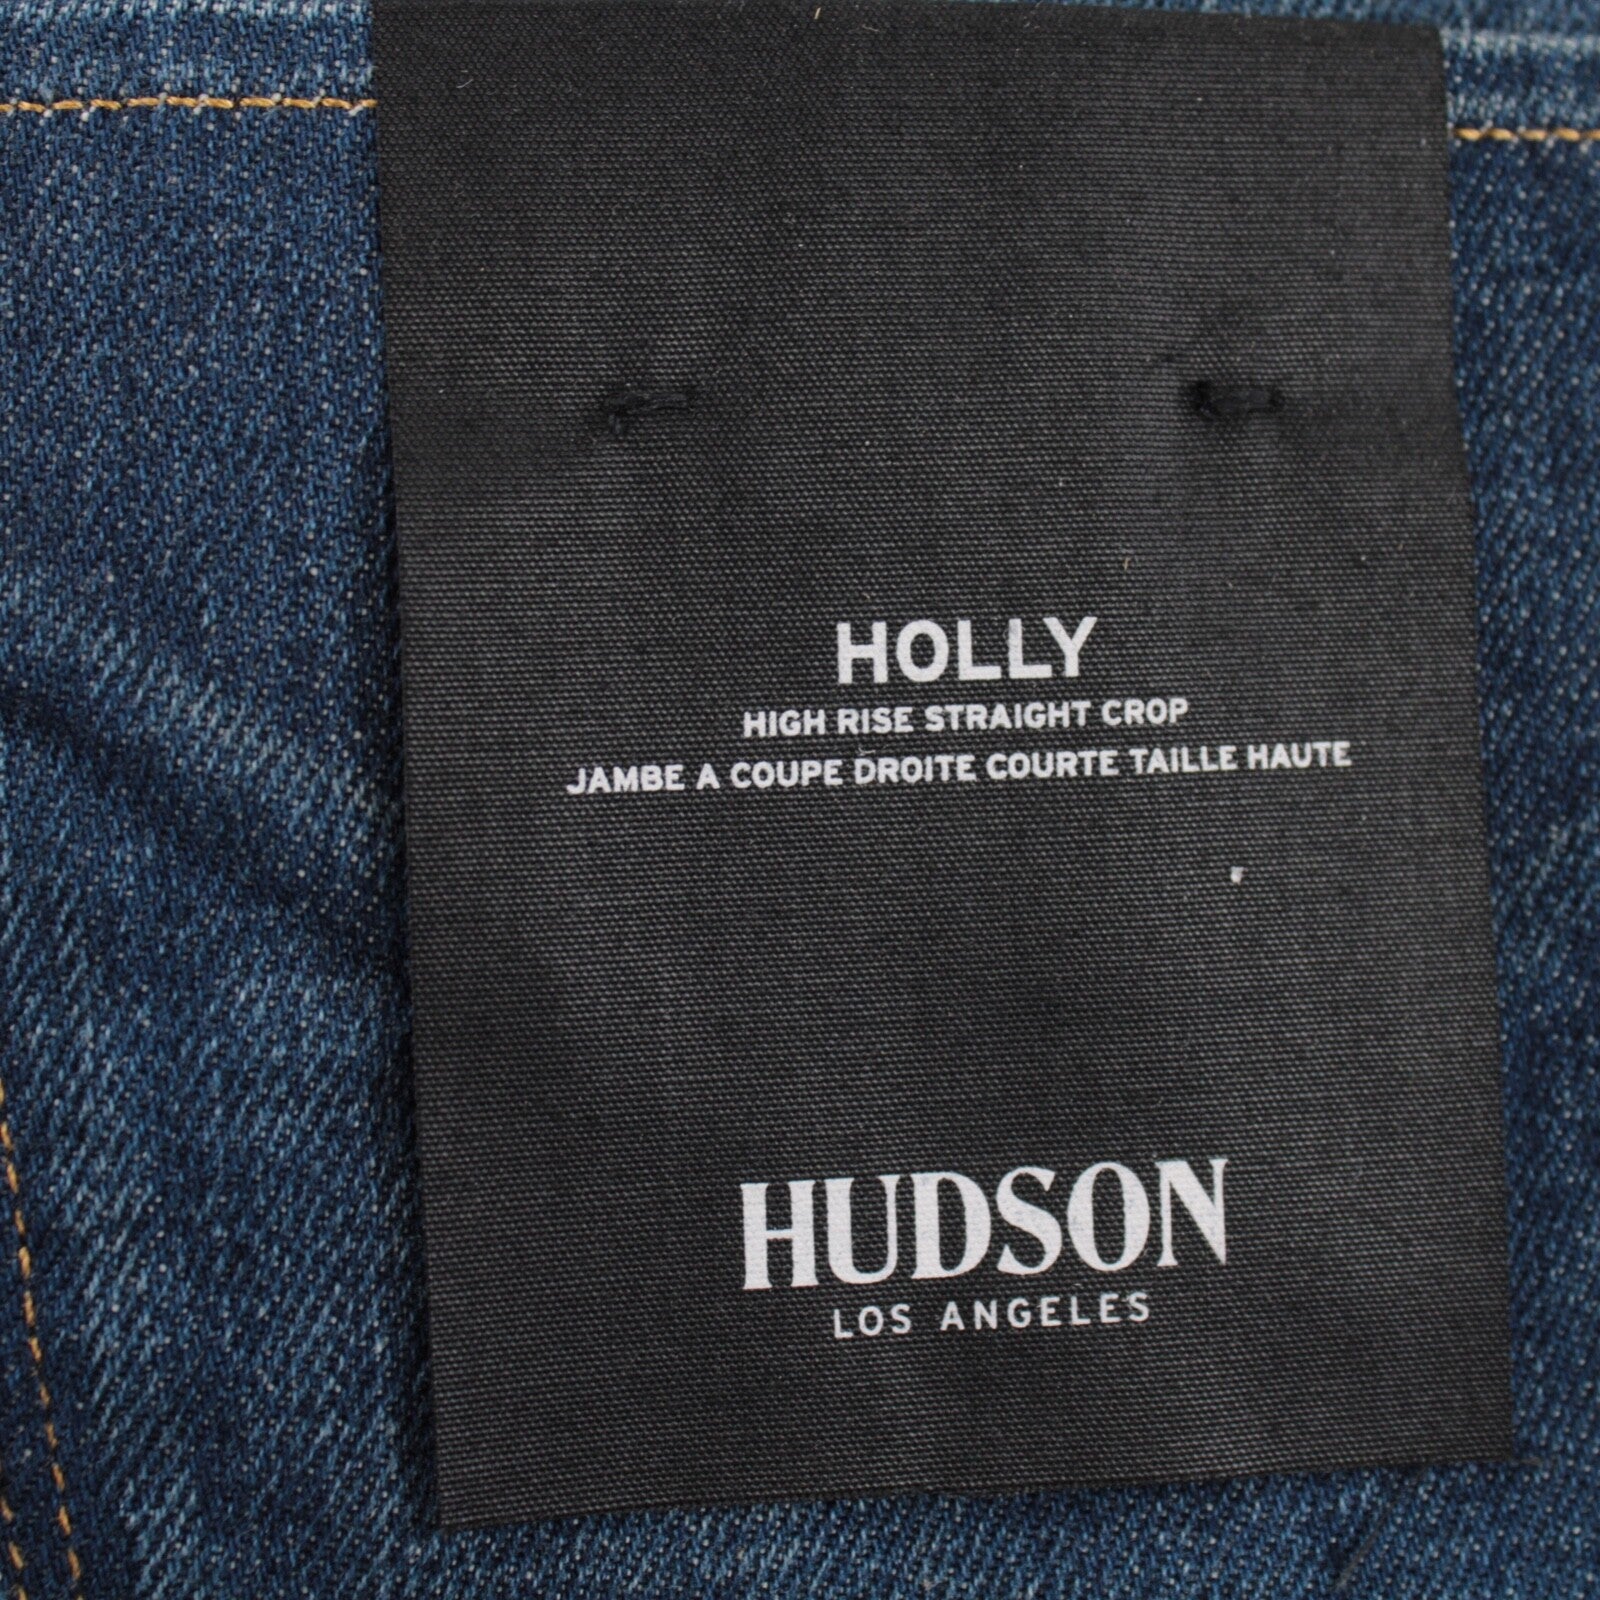 HOLLY
HIGH RISE STRAIGHT CROP
JAMBE A COUPE DROITE COURTE TAILLE HAUTE
HUDSON
LOS ANGELES